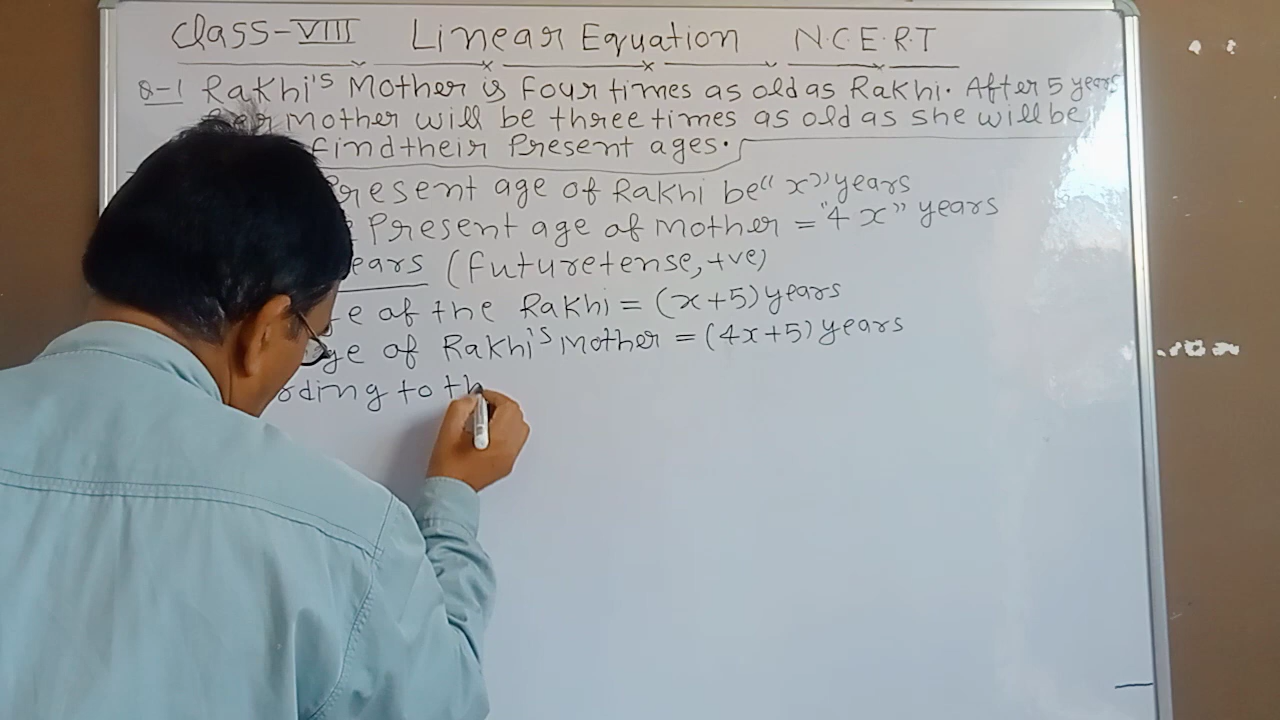 Class-VIII Linear Equation N.C.E.R.T
Q-1 Rakhi's Mother is Four times as old as Rakhi. After 5 years
mother will be three times as old as she will be
find their Present ages.
Present age of Rakhi be "x" years
Present age of mother = "4x" years
ears (future tense, +ve)
ge of the Rakhi = (x+5) years
ge of Rakhi's Mother = (4x+5) years
rding to th